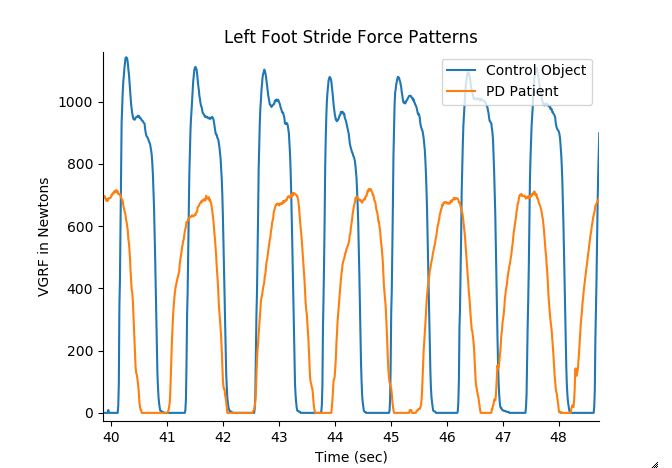 Left Foot Stride Force Patterns
Control Object
PD Patient
VGRF in Newtons
1000
800
600
400
200
0
40 41 42 43 44 45 46 47 48
Time (sec)